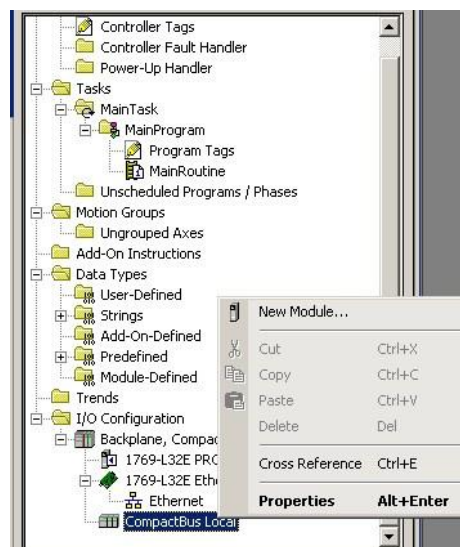 Controller Tags
Controller Fault Handler
Power-Up Handler
Tasks
MainTask
MainProgram
Program Tags
MainRoutine
Unscheduled Programs / Phases
Motion Groups
Ungrouped Axes
Add-On Instructions
Data Types
User-Defined
Strings
Add-On-Defined
Predefined
Module-Defined
Trends
I/O Configuration
Backplane, Compac
1769-L32E PRO
1769-L32E Eth
Ethernet
CompactBus Local
New Module...
Cut Ctrl+X
Copy Ctrl+C
Paste Ctrl+V
Delete Del
Cross Reference Ctrl+E
Properties Alt+Enter